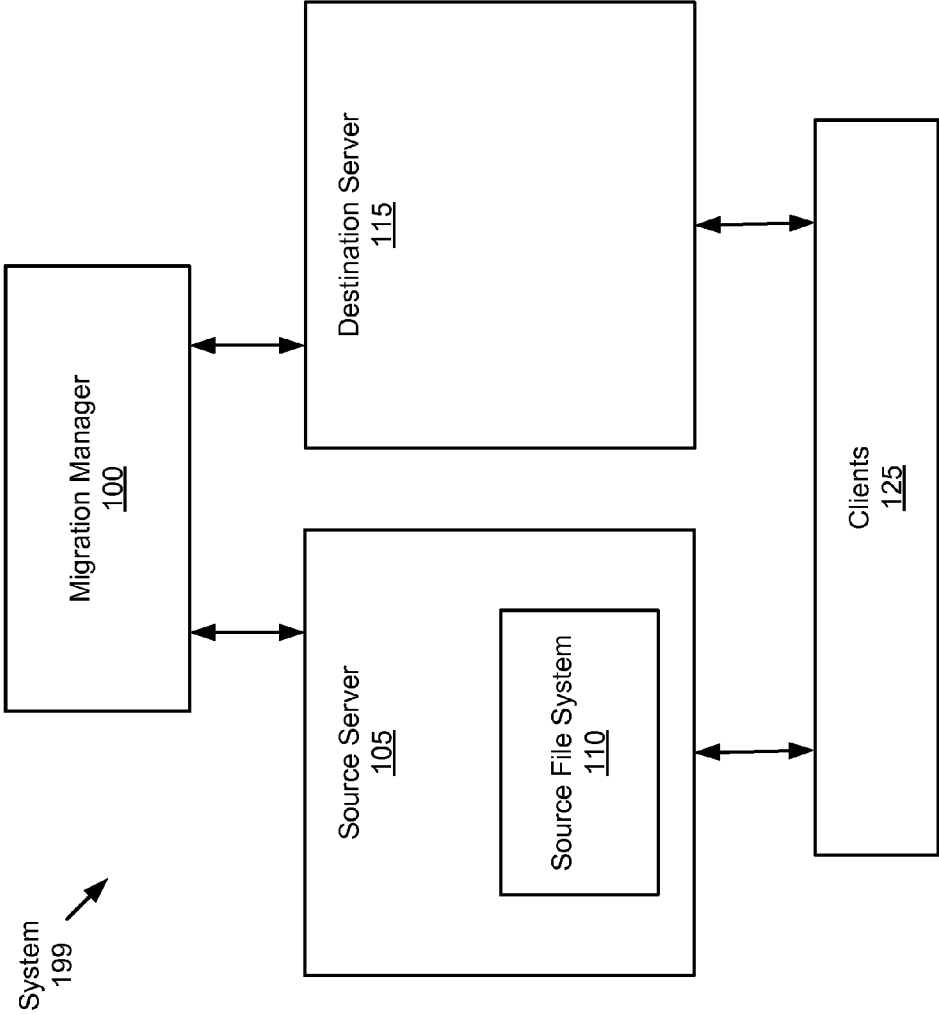 System
199
Migration Manager
100
Source Server
105
Source File System
110
Destination Server
115
Clients
125